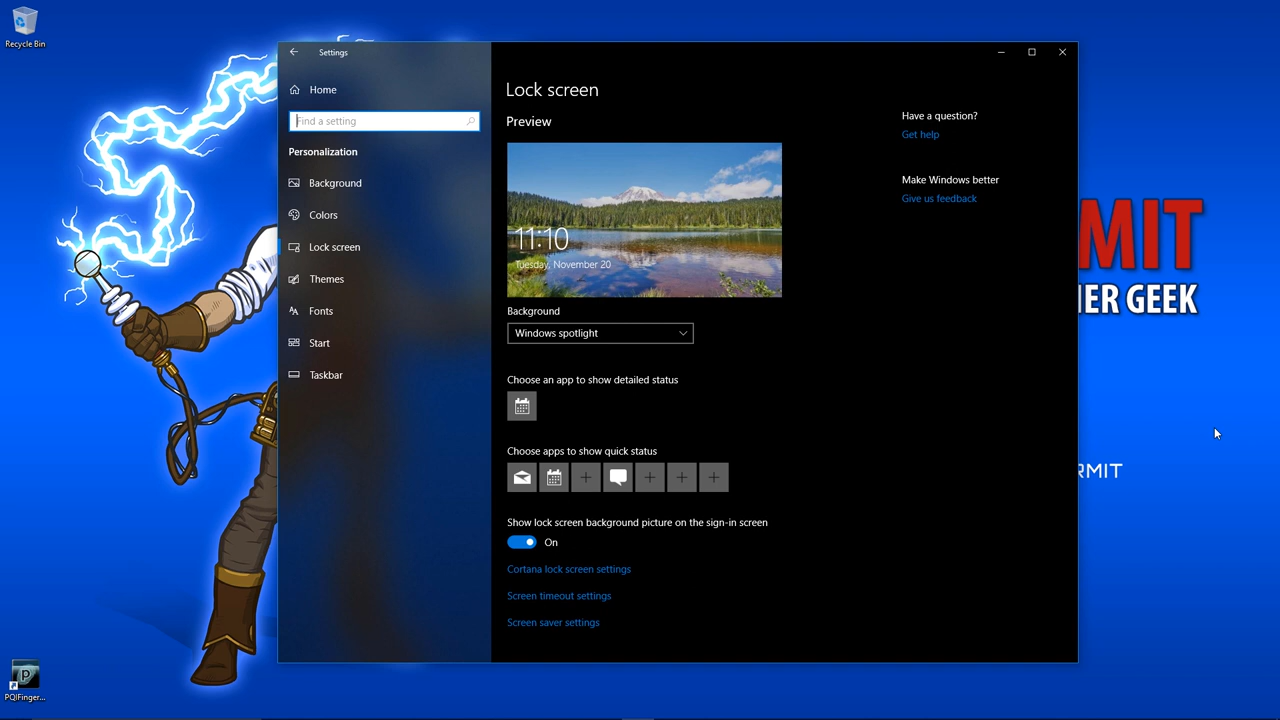 Recycle Bin
Settings
Home
Find a setting
Personalization
Background
Colors
Lock screen
Themes
Fonts
Start
Taskbar
Lock screen
Preview
11:10
Tuesday, November 20
Background
Windows spotlight
Choose an app to show detailed status
Choose apps to show quick status
Show lock screen background picture on the sign-in screen
On
Cortana lock screen settings
Screen timeout settings
Screen saver settings
Have a question?
Get help
Make Windows better
Give us feedback
MIT
IER GEEK
RMIT
PQIFinger...